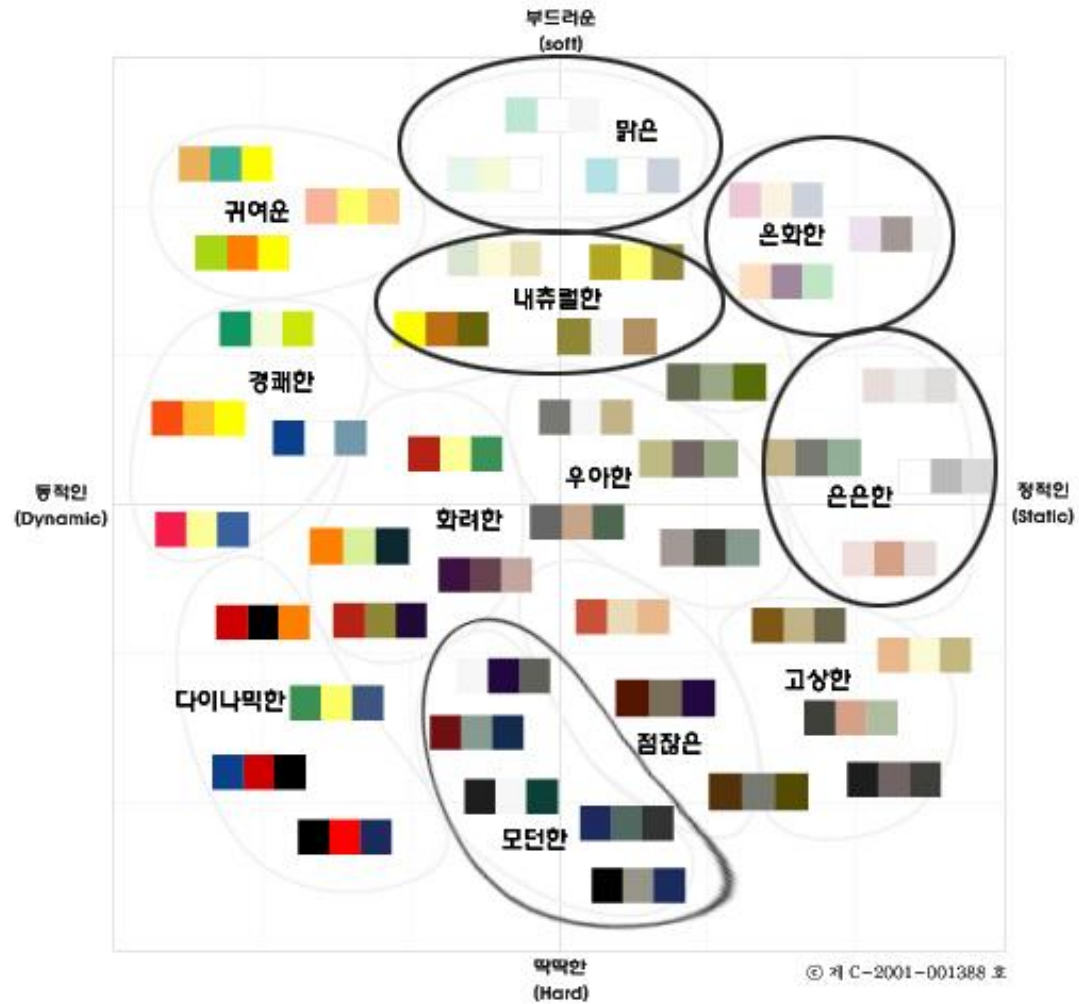 부드러운
(soft)
맑은
귀여운
온화한
내츄럴한
경쾌한
우아한
은은한
동적인
(Dynamic)
정적인
(Static)
화려한
다이나믹한
고상한
점잖은
모던한
딱딱한
(Hard)
ⓒ 제 C-2001-001388 호